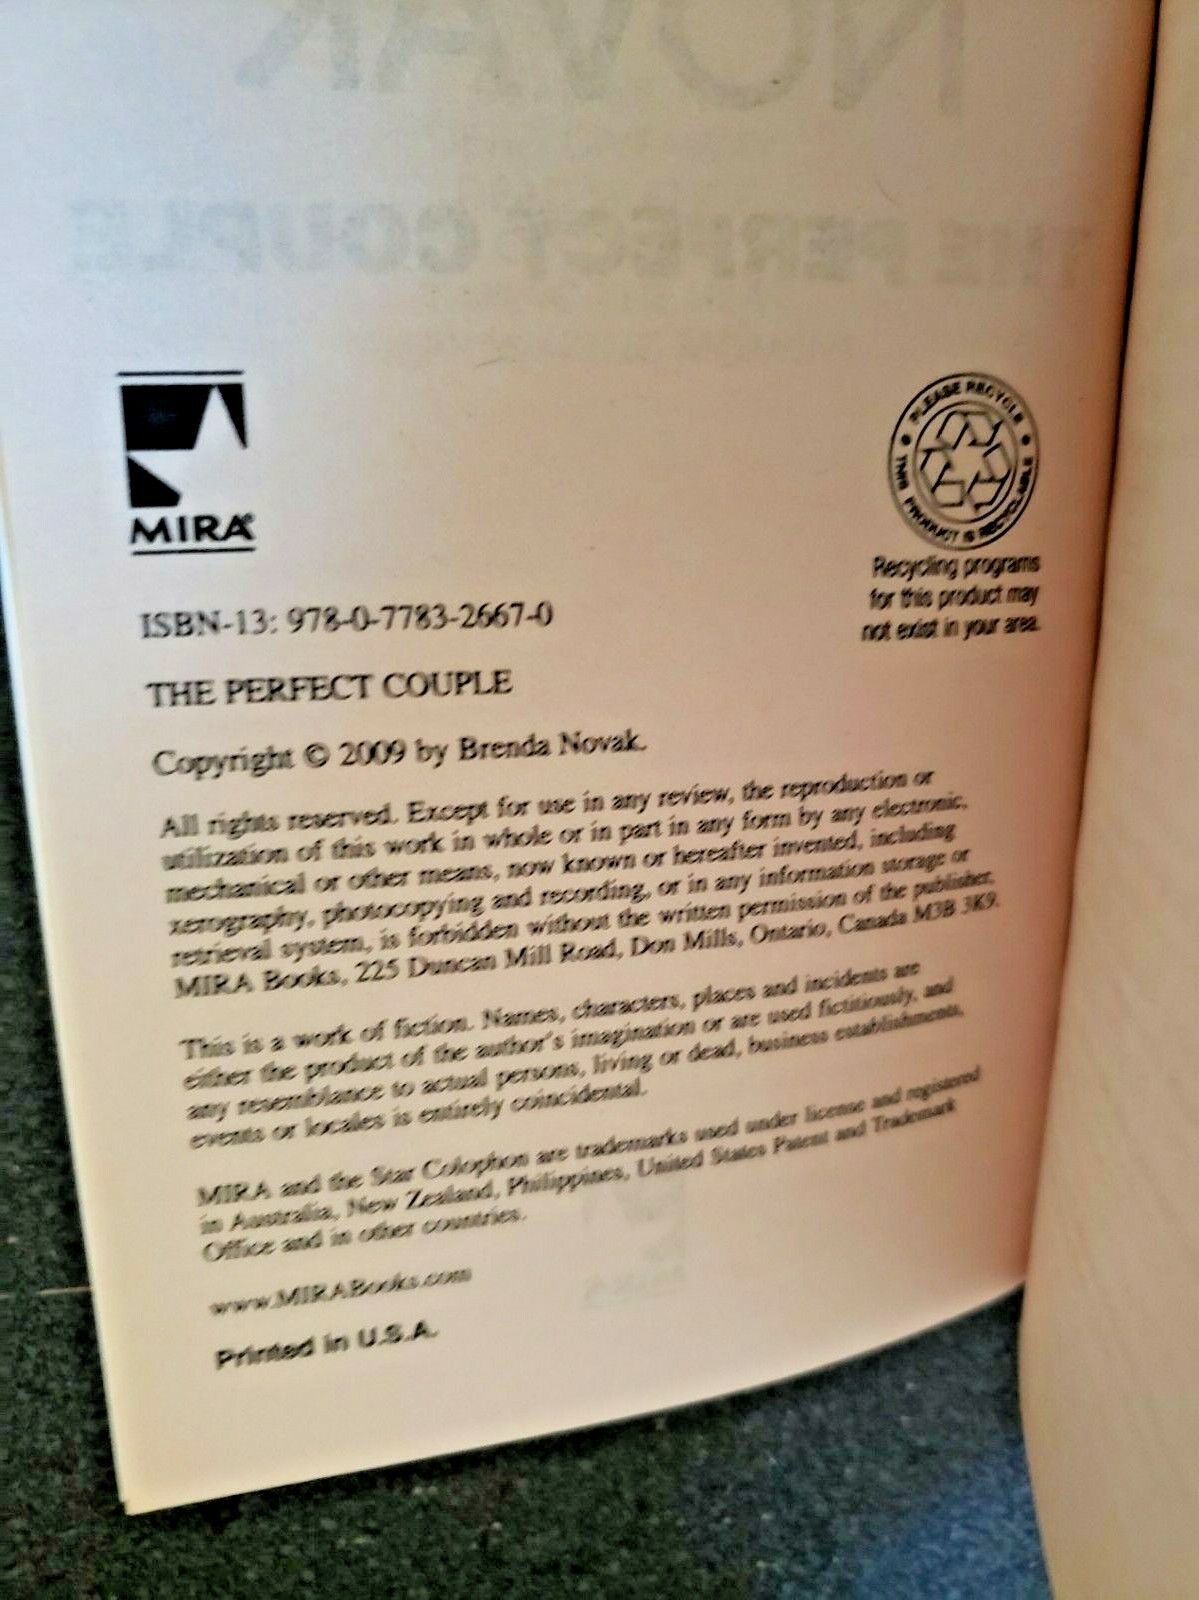 NOVAK
THE PERFECT COUPLE
MIRA®
PLEASE RECYCLE • THIS PRODUCT IS RECYCLABLE •
Recycling programs
for this product may
not exist in your area.
ISBN-13: 978-0-7783-2667-0
THE PERFECT COUPLE
Copyright © 2009 by Brenda Novak.
All rights reserved. Except for use in any review, the reproduction or
utilization of this work in whole or in part in any form by any electronic,
mechanical or other means, now known or hereafter invented, including
xerography, photocopying and recording, or in any information storage or
retrieval system, is forbidden without the written permission of the publisher,
MIRA Books, 225 Duncan Mill Road, Don Mills, Ontario, Canada M3B 3K9.
This is a work of fiction. Names, characters, places and incidents are
either the product of the author's imagination or are used fictitiously, and
any resemblance to actual persons, living or dead, business establishments,
events or locales is entirely coincidental.
MIRA and the Star Colophon are trademarks used under license and registered
in Australia, New Zealand, Philippines, United States Patent and Trademark
Office and in other countries.
www.MIRABooks.com
Printed in U.S.A.